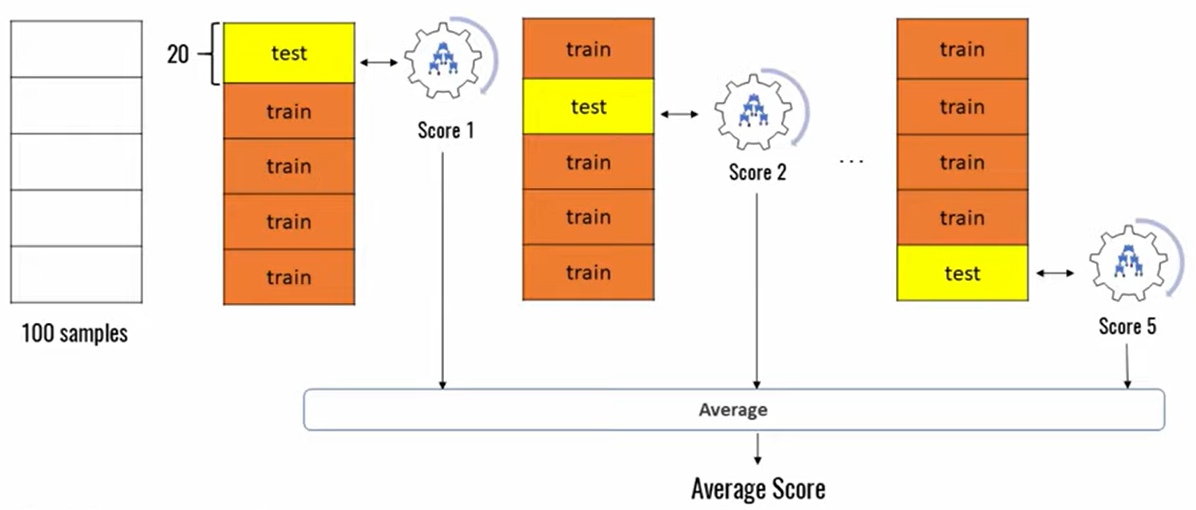 20
test
train
train
train
train
Score 1
train
test
train
train
train
Score 2
...
train
train
train
train
test
Score 5
100 samples
Average
Average Score